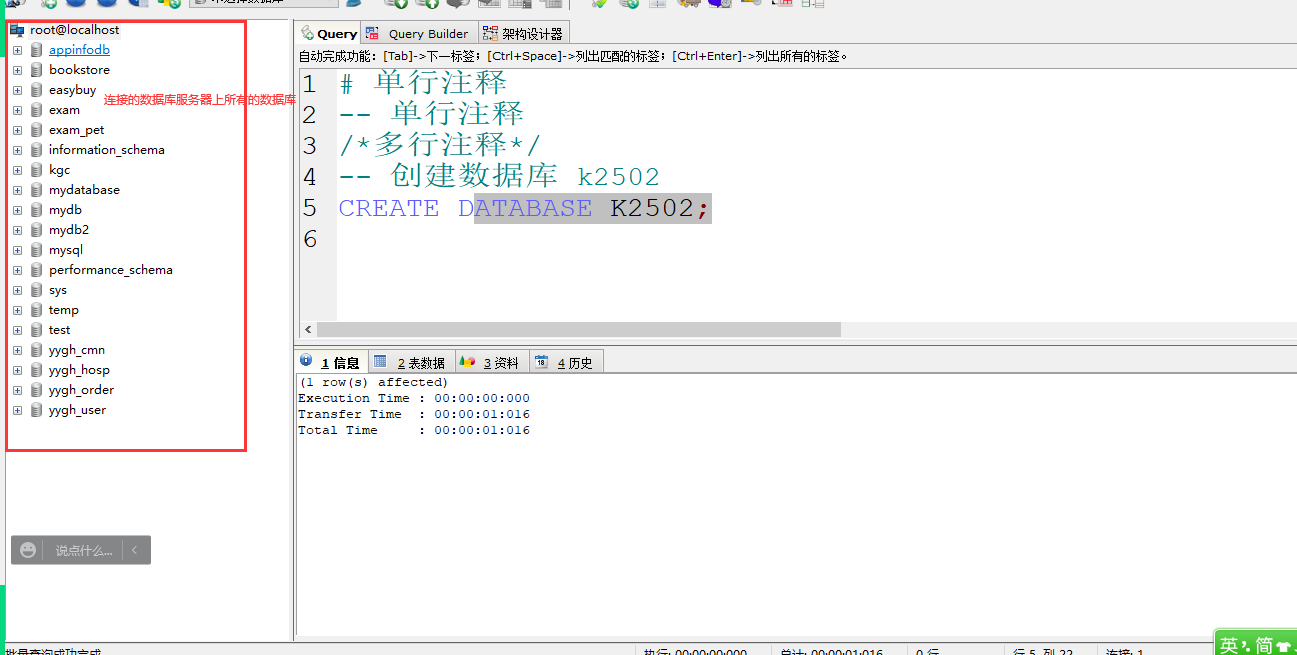 root@localhost
appinfodb
bookstore
easybuy
连接的数据库服务器上所有的数据库
exam
exam_pet
information_schema
kgc
mydatabase
mydb
mydb2
mysql
performance_schema
sys
temp
test
yygh_cmn
yygh_hosp
yygh_order
yygh_user
说点什么...
Query Query Builder 架构设计器
自动完成功能：[Tab]->下一标签；[Ctrl+Space]->列出匹配的标签；[Ctrl+Enter]->列出所有的标签。
1 # 单行注释
2 -- 单行注释
3 /*多行注释*/
4 -- 创建数据库 k2502
5 CREATE DATABASE K2502;
6
1 信息 2 表数据 3 资料 4 历史
(1 row(s) affected)
Execution Time : 00:00:00:000
Transfer Time : 00:00:01:016
Total Time : 00:00:01:016
批量查询成功完成
执行: 00:00:00:000 总计: 00:00:01:016 0 行 行 5, 列 22 连接: 1
英 简